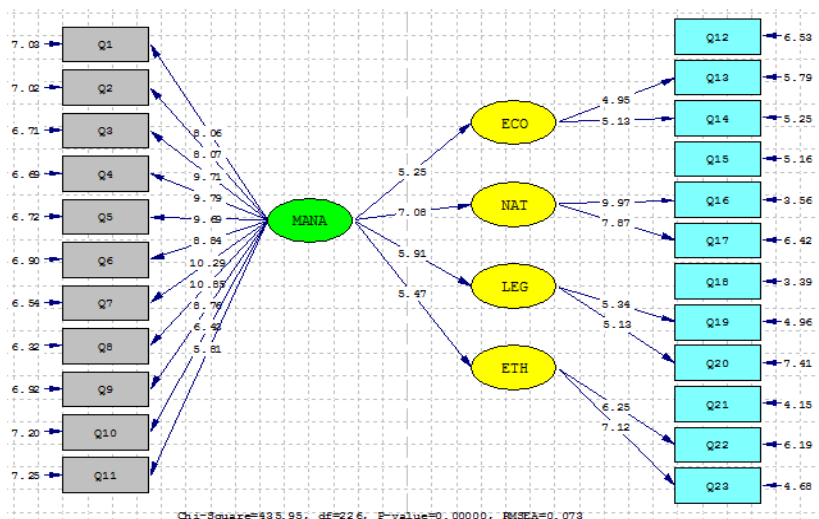 7.03 Q1
7.02 Q2
6.71 Q3
6.69 Q4
6.72 Q5
6.90 Q6
6.54 Q7
6.32 Q8
6.92 Q9
7.20 Q10
7.25 Q11
8.06
8.07
9.71
9.79
9.69
8.84
10.29
10.85
8.76
6.43
5.81
MANA
5.25
7.08
5.91
5.47
ECO
NAT
LEG
ETH
4.95
5.13
9.97
7.87
5.34
5.13
6.25
7.12
Q12 6.53
Q13 5.79
Q14 5.25
Q15 5.16
Q16 3.56
Q17 6.42
Q18 3.39
Q19 4.96
Q20 7.41
Q21 4.15
Q22 6.19
Q23 4.68
Chi-Square=435.95, df=226, P-value=0.00000, RMSEA=0.073